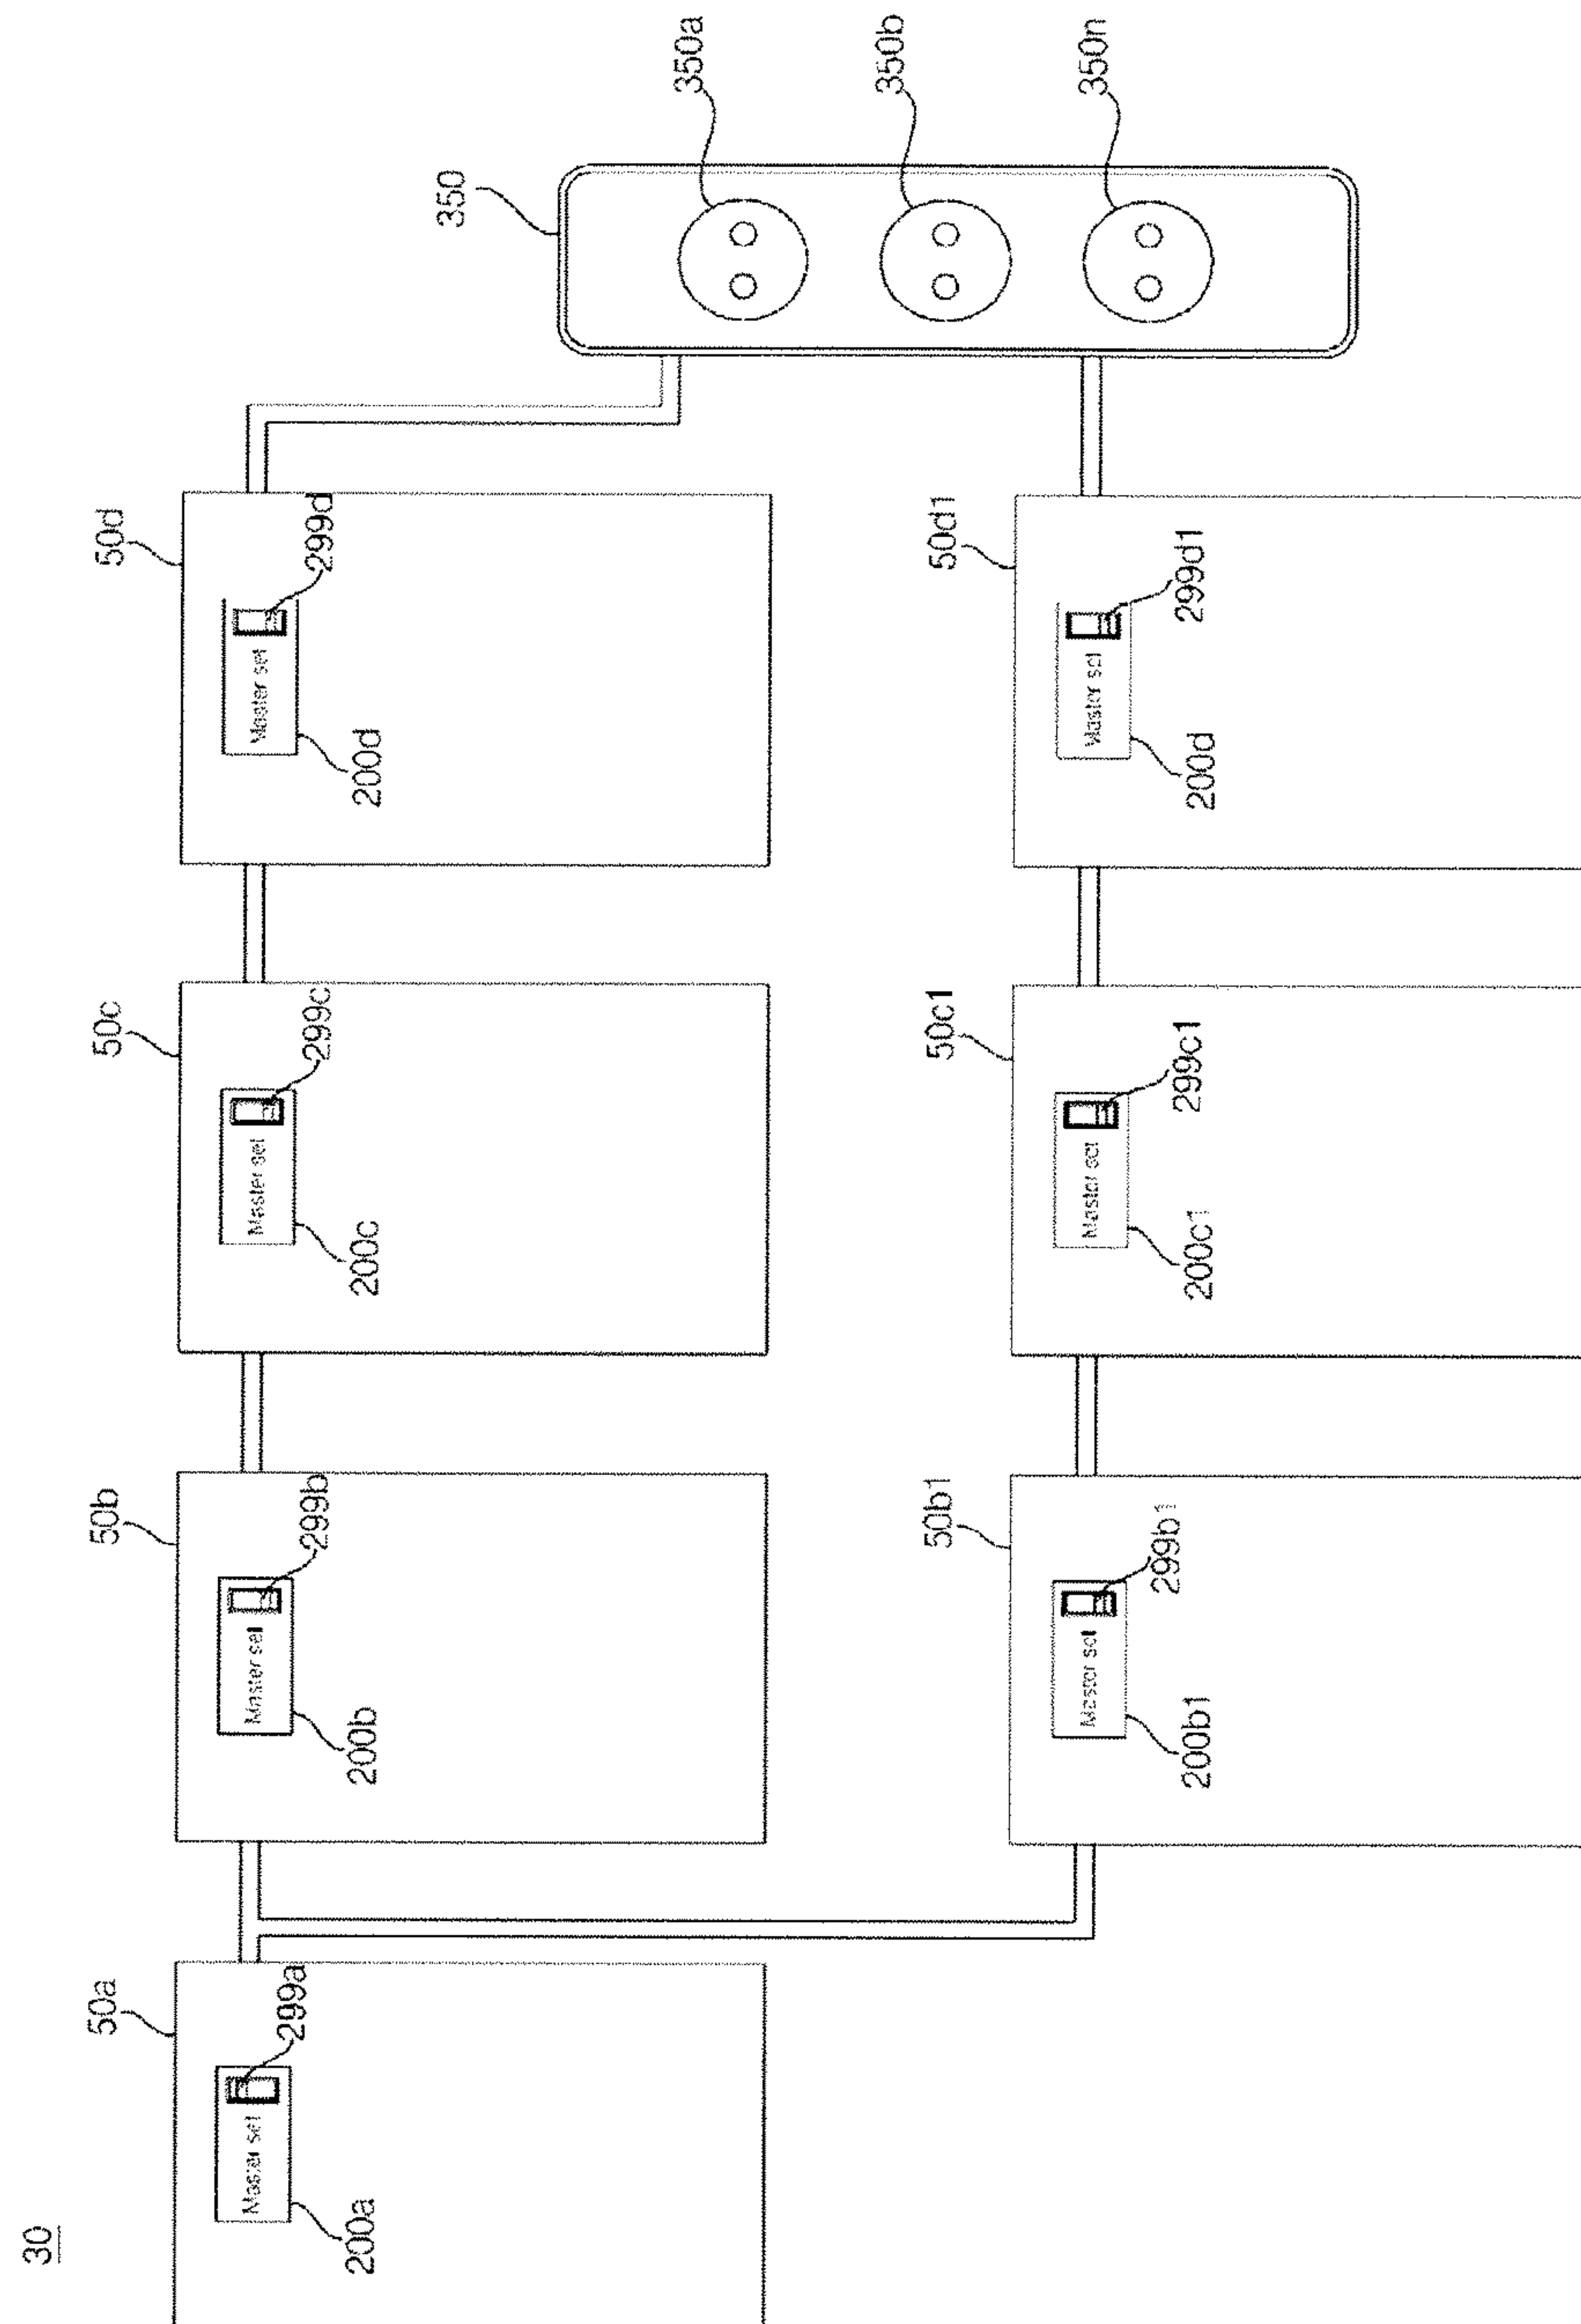 30
50a
299a
Master set
200a
50b
299b
Master set
200b
50c
299c
Master set
200c
50d
299d
Master set
200d
350
350a
350b
350n
50b1
299b1
Master set
200b1
50c1
299c1
Master set
200c1
50d1
299d1
Master set
200d